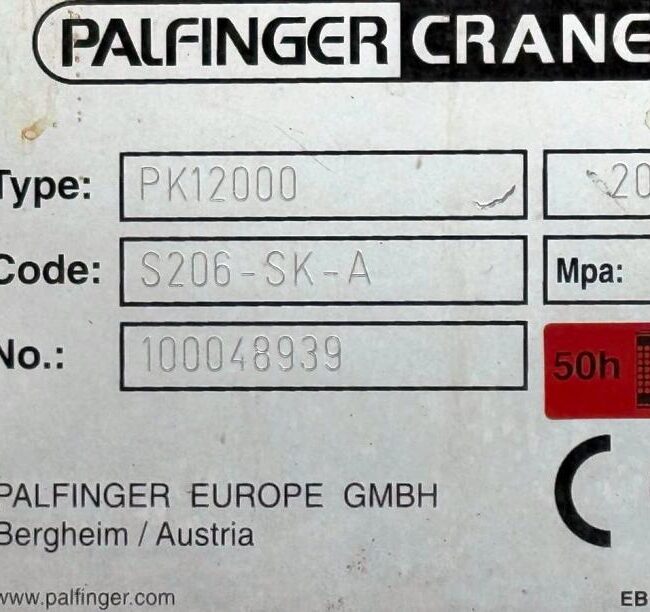 PALFINGER CRANE
Type: PK12000 20
Code: S206-SK-A Mpa:
No.: 100048939
50h
PALFINGER EUROPE GMBH
Bergheim / Austria
www.palfinger.com EB